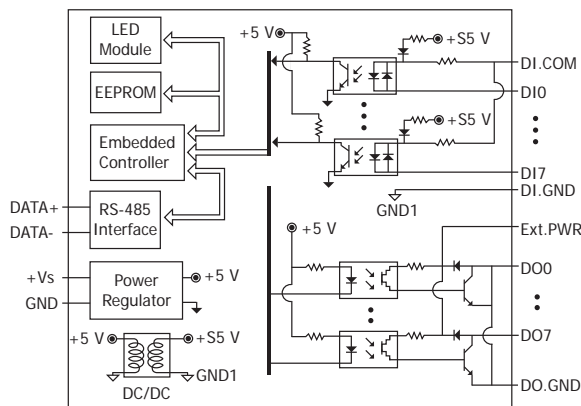 LED
Module
EEPROM
Embedded
Controller
DATA+
DATA-
RS-485
Interface
+Vs
GND
Power
Regulator
+5 V
+5 V
+S5 V
GND1
DC/DC
+5 V
+S5 V
DI.COM
DI0
+S5 V
DI7
DI.GND
GND1
+5 V
Ext.PWR
DO0
DO7
DO.GND